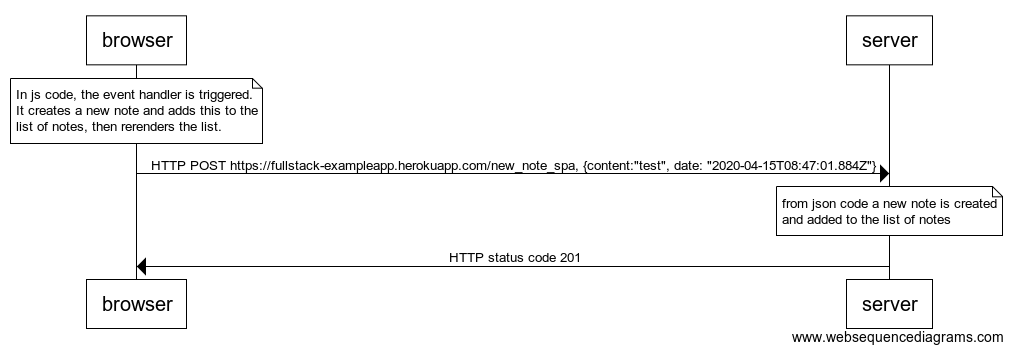 browser
server
In js code, the event handler is triggered.
It creates a new note and adds this to the
list of notes, then rerenders the list.
HTTP POST https://fullstack-exampleapp.herokuapp.com/new_note_spa, {content:"test", date: "2020-04-15T08:47:01.884Z"}
from json code a new note is created
and added to the list of notes
HTTP status code 201
browser
server
www.websequencediagrams.com